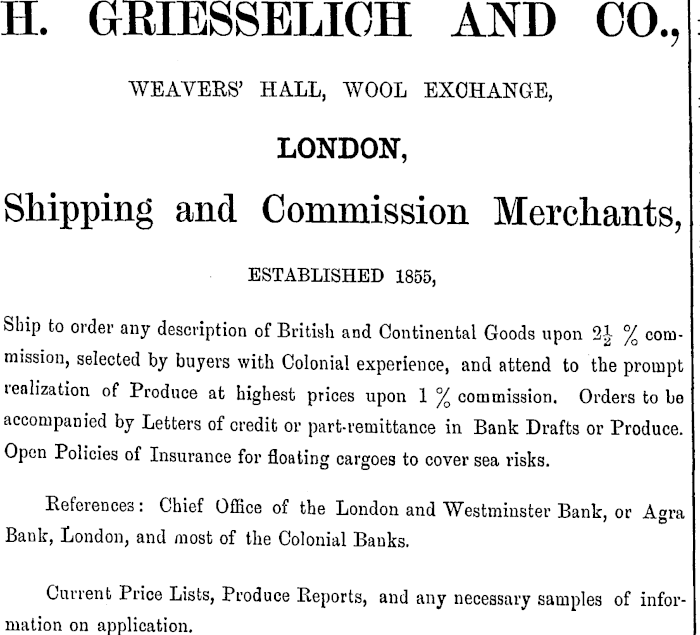 H. GRIESSELICH AND CO.,
WEAVERS' HALL, WOOL EXCHANGE,
LONDON,
Shipping and Commission Merchants,
ESTABLISHED 1855,
Ship to order any description of British and Continental Goods upon 2½ % com-
mission, selected by buyers with Colonial experience, and attend to the prompt
realization of Produce at highest prices upon 1 % commission. Orders to be
accompanied by Letters of credit or part-remittance in Bank Drafts or Produce.
Open Policies of Insurance for floating cargoes to cover sea risks.
References: Chief Office of the London and Westminster Bank, or Agra
Bank, London, and most of the Colonial Banks.
Current Price Lists, Produce Reports, and any necessary samples of infor-
mation on application.